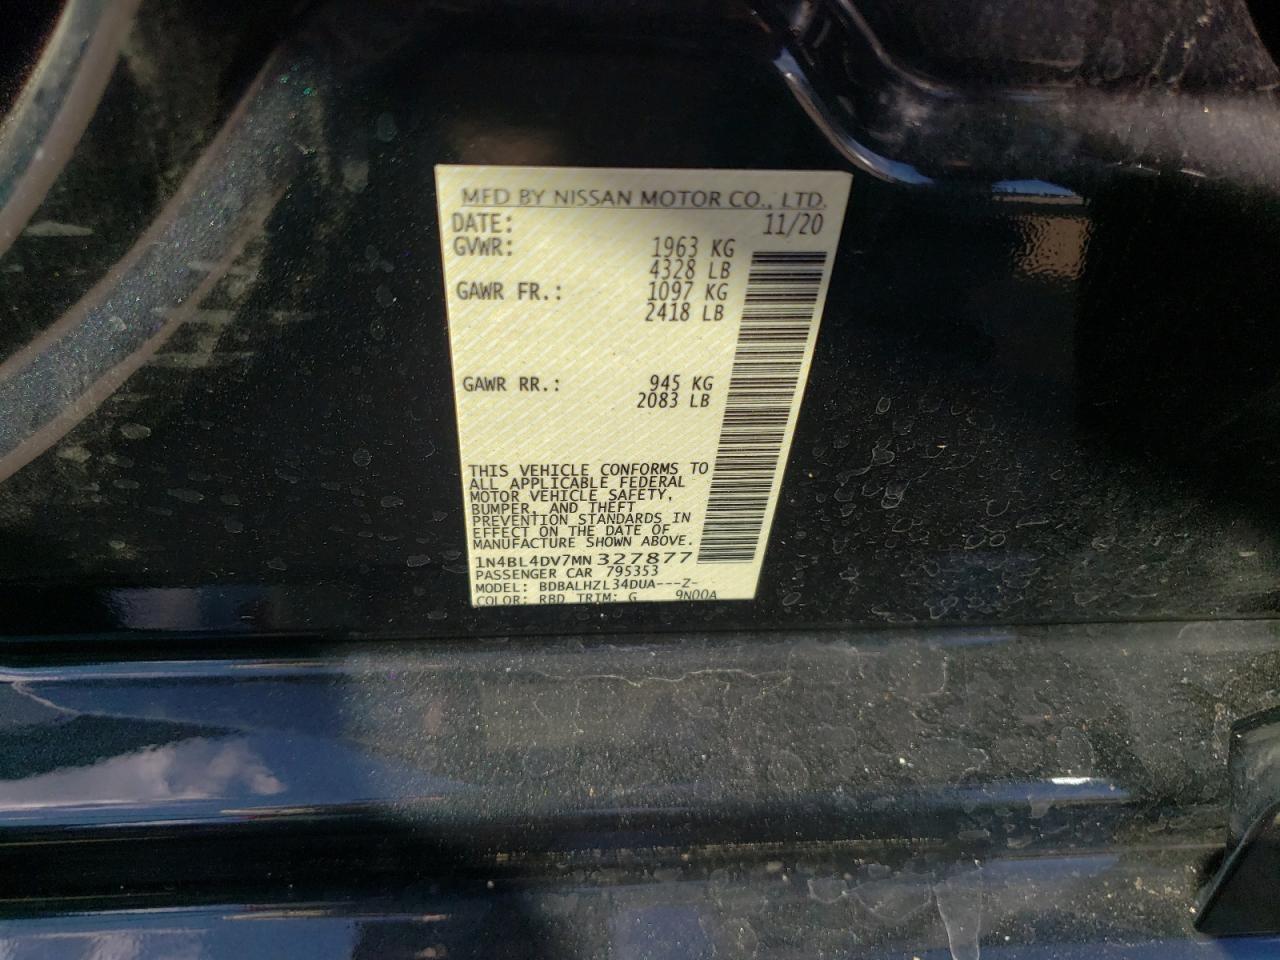 MFD BY NISSAN MOTOR CO., LTD.
DATE: 11/20
GVWR: 1963 KG
4328 LB
GAWR FR.: 1097 KG
2418 LB
GAWR RR.: 945 KG
2083 LB
THIS VEHICLE CONFORMS TO
ALL APPLICABLE FEDERAL
MOTOR VEHICLE SAFETY,
BUMPER, AND THEFT
PREVENTION STANDARDS IN
EFFECT ON THE DATE OF
MANUFACTURE SHOWN ABOVE.
1N4BL4DV7MN327877
PASSENGER CAR 795353
MODEL: BDBALHZL34DUA---Z-
COLOR: RBD TRIM: G 9N00A